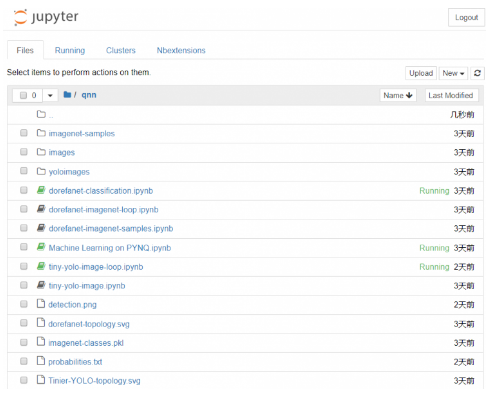 jupyter
Logout
Files Running Clusters Nbextensions
Select items to perform actions on them.
Upload New
0 / qnn Name Last Modified
.. 几秒前
imagenet-samples 3天前
images 3天前
yoloimages 3天前
dorefanet-classification.ipynb Running 3天前
dorefanet-imagenet-loop.ipynb 3天前
dorefanet-imagenet-samples.ipynb 3天前
Machine Learning on PYNQ.ipynb Running 3天前
tiny-yolo-image-loop.ipynb Running 2天前
tiny-yolo-image.ipynb 3天前
detection.png 2天前
dorefanet-topology.svg 3天前
imagenet-classes.pkl 3天前
probabilities.txt 2天前
Tinier-YOLO-topology.svg 3天前